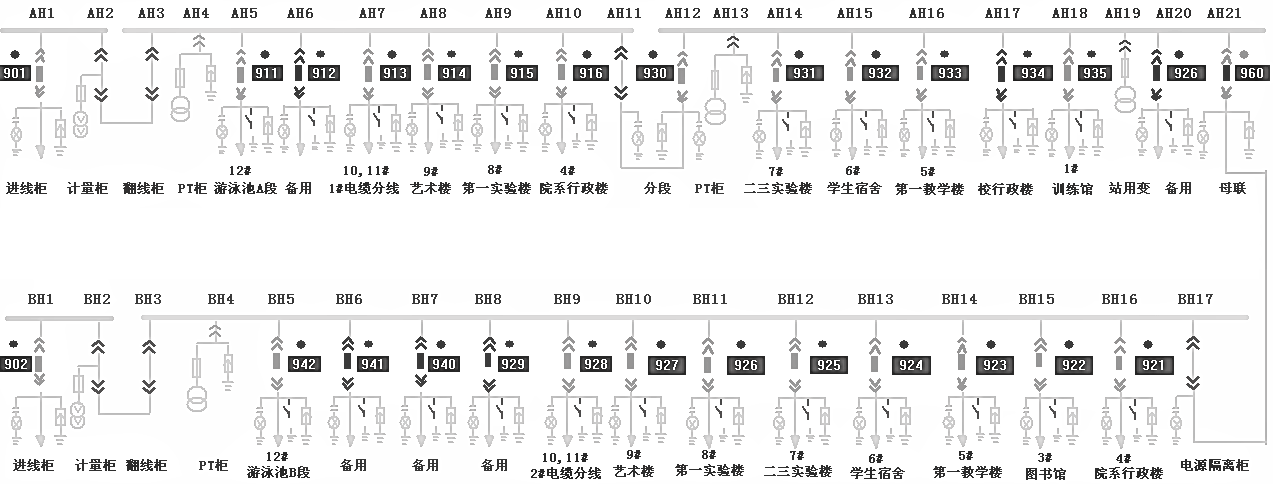 AH1 AH2 AH3 AH4 AH5 AH6 AH7 AH8 AH9 AH10 AH11 AH12 AH13 AH14 AH15 AH16 AH17 AH18 AH19 AH20 AH21
901 911 912 913 914 915 916 930 931 932 933 934 935 926 960
12# 10,11# 9# 8# 4# 7# 6# 5# 1#
进线柜 计量柜 翻线柜 PT柜 游泳池A段 备用 1#电缆分线 艺术楼 第一实验楼 院系行政楼 分段 PT柜 二三实验楼 学生宿舍 第一教学楼 校行政楼 训练馆 站用变 备用 母联
BH1 BH2 BH3 BH4 BH5 BH6 BH7 BH8 BH9 BH10 BH11 BH12 BH13 BH14 BH15 BH16 BH17
902 942 941 940 929 928 927 926 925 924 923 922 921
12# 10,11# 9# 8# 7# 6# 5# 3# 4#
进线柜 计量柜 翻线柜 PT柜 游泳池B段 备用 备用 备用 2#电缆分线 艺术楼 第一实验楼 二三实验楼 学生宿舍 第一教学楼 图书馆 院系行政楼 电源隔离柜